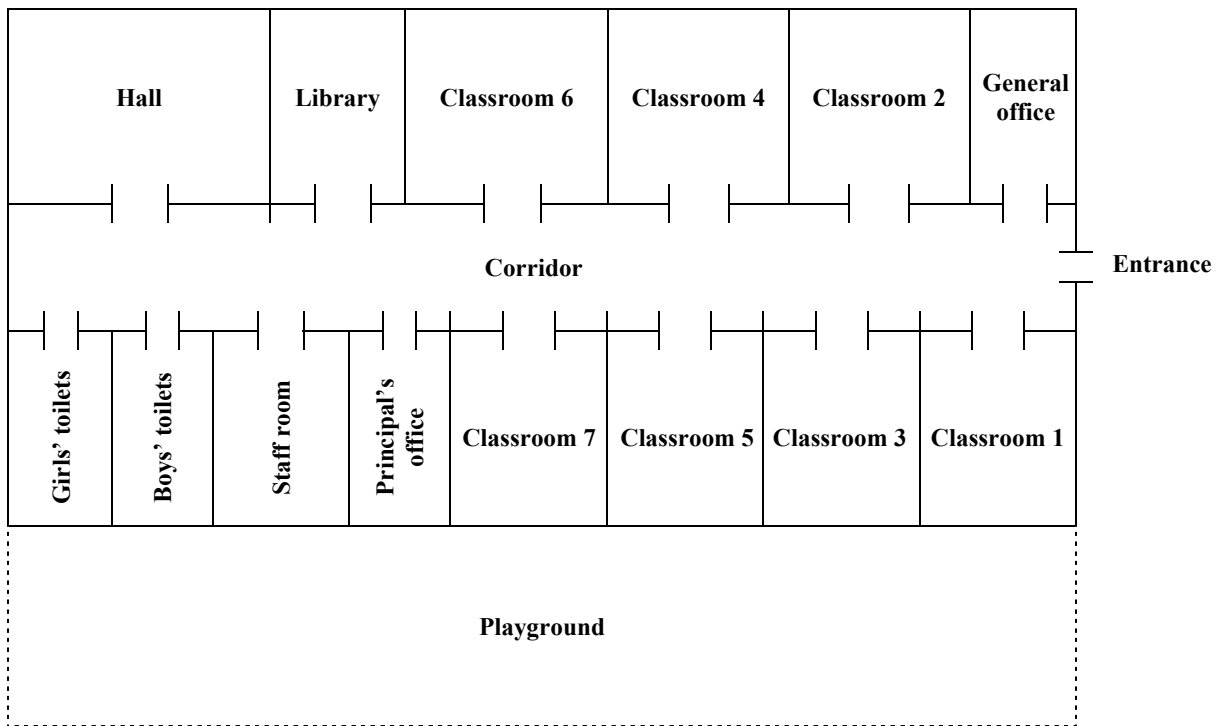 Hall
Library
Classroom 6
Classroom 4
Classroom 2
General
office
Corridor
Entrance
Girls’ toilets
Boys’ toilets
Staff room
Principal’s
office
Classroom 7
Classroom 5
Classroom 3
Classroom 1
Playground